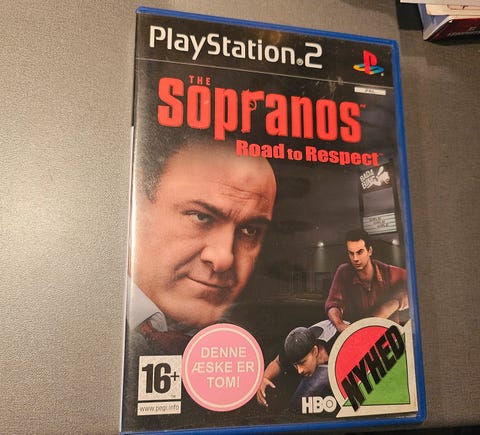 PlayStation.2
THE
Sopranos
Road to Respect
BADA
BING
DENNE
ÆSKE ER
TOM!
16+
www.pegi.info
HBO
NYHED